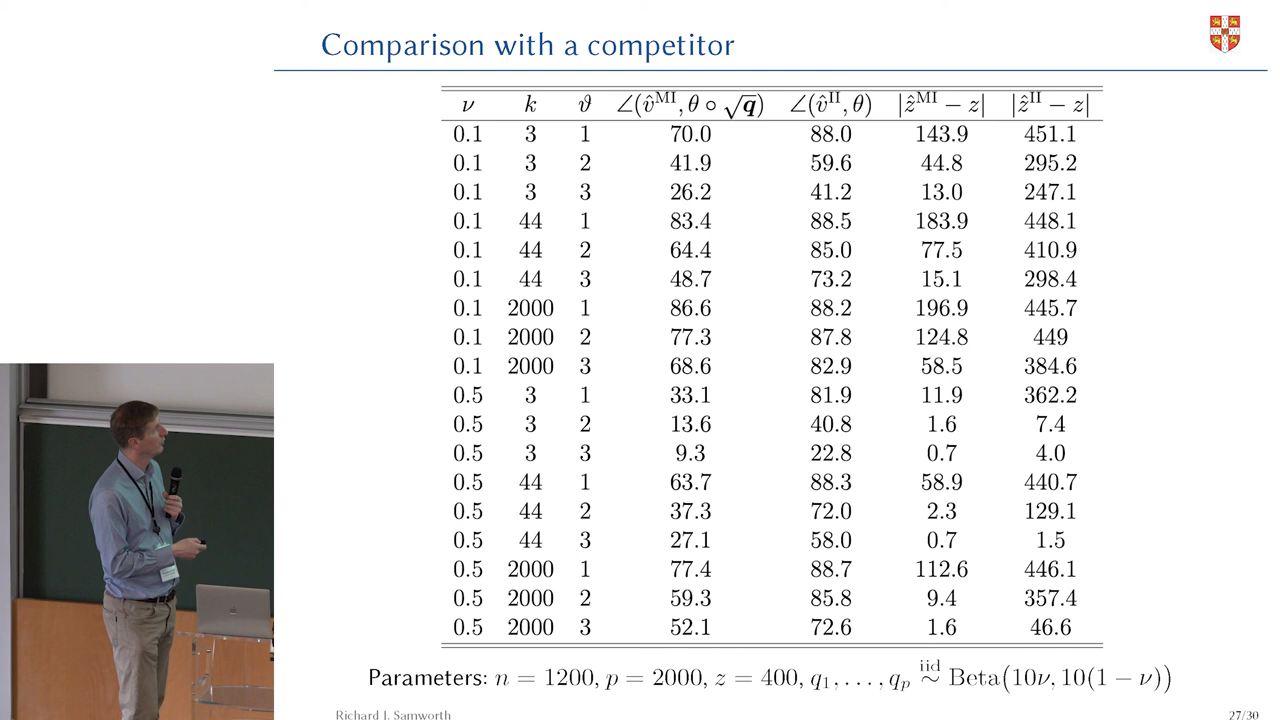 Comparison with a competitor
ν k ϑ ∠(v̂^MI, θ ∘ √q) ∠(v̂^II, θ) |ẑ^MI − z| |ẑ^II − z|
0.1 3 1 70.0 88.0 143.9 451.1
0.1 3 2 41.9 59.6 44.8 295.2
0.1 3 3 26.2 41.2 13.0 247.1
0.1 44 1 83.4 88.5 183.9 448.1
0.1 44 2 64.4 85.0 77.5 410.9
0.1 44 3 48.7 73.2 15.1 298.4
0.1 2000 1 86.6 88.2 196.9 445.7
0.1 2000 2 77.3 87.8 124.8 449
0.1 2000 3 68.6 82.9 58.5 384.6
0.5 3 1 33.1 81.9 11.9 362.2
0.5 3 2 13.6 40.8 1.6 7.4
0.5 3 3 9.3 22.8 0.7 4.0
0.5 44 1 63.7 88.3 58.9 440.7
0.5 44 2 37.3 72.0 2.3 129.1
0.5 44 3 27.1 58.0 0.7 1.5
0.5 2000 1 77.4 88.7 112.6 446.1
0.5 2000 2 59.3 85.8 9.4 357.4
0.5 2000 3 52.1 72.6 1.6 46.6
Parameters: n = 1200, p = 2000, z = 400, q₁, . . . , qₚ iid ∼ Beta(10ν, 10(1 − ν))
Richard J. Samworth
27/30